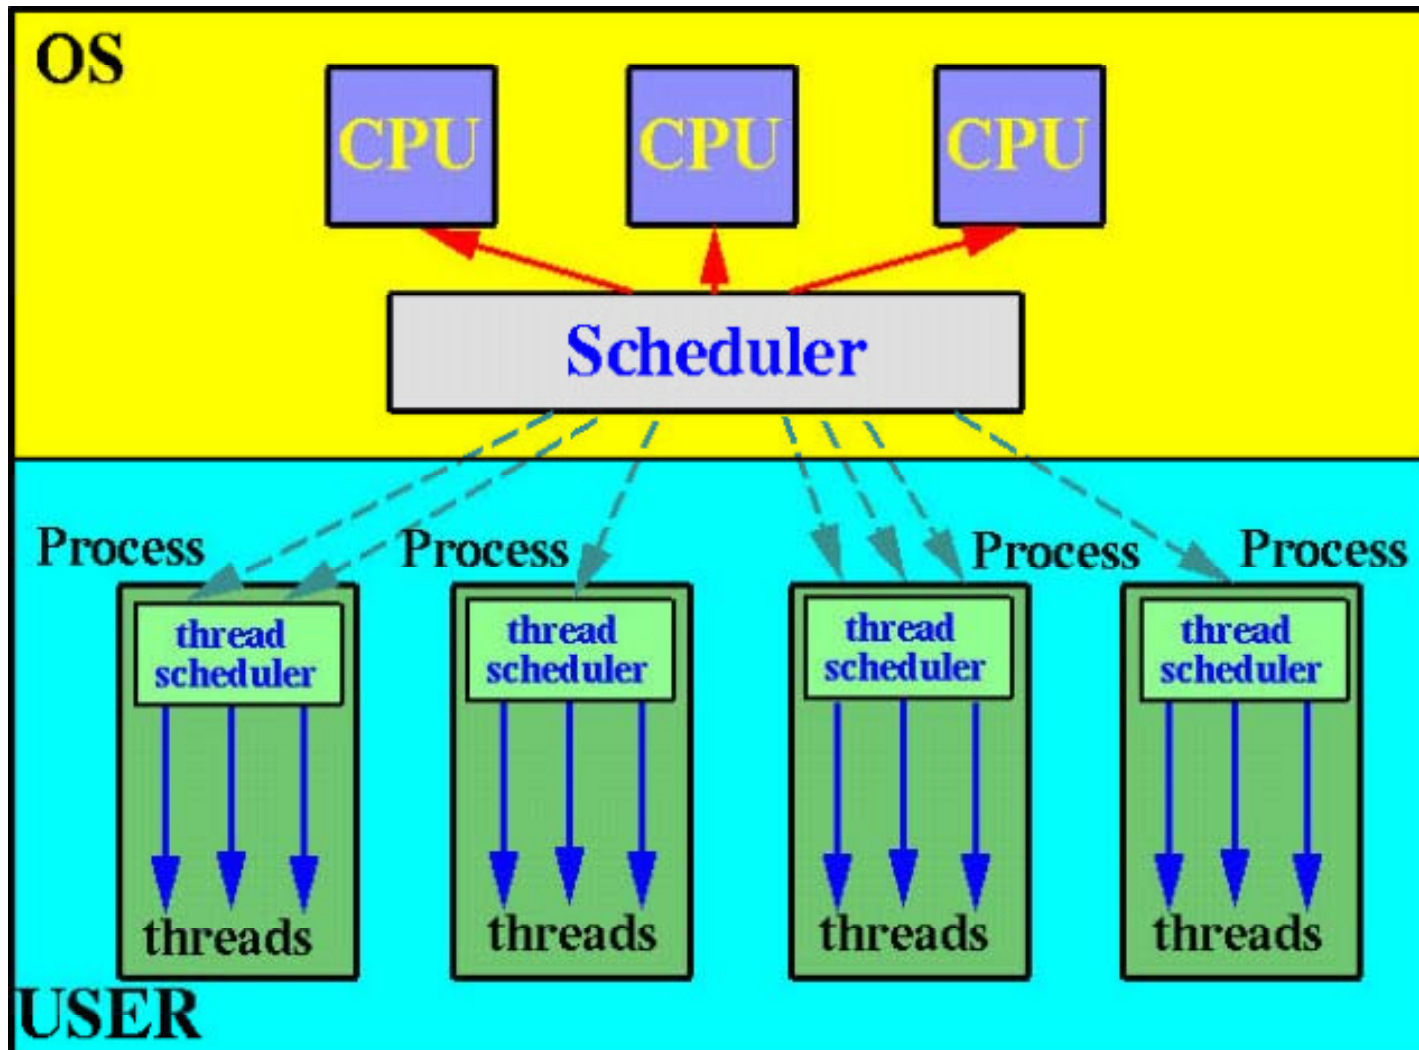 OS
CPU CPU CPU
Scheduler
Process Process Process Process
thread thread thread thread
scheduler scheduler scheduler scheduler
threads threads threads threads
USER